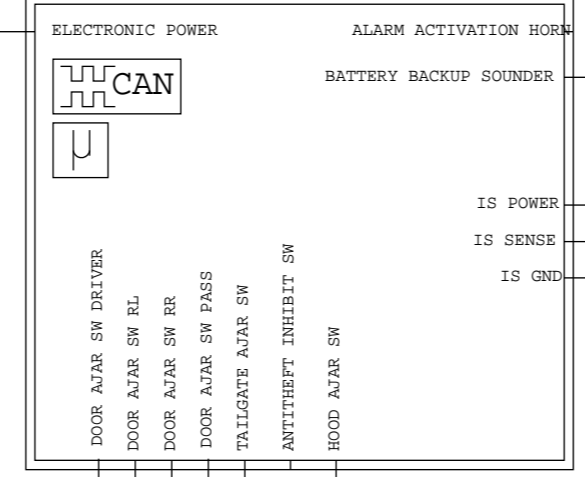 ELECTRONIC POWER
ALARM ACTIVATION HORN
BATTERY BACKUP SOUNDER
CAN
µ
IS POWER
IS SENSE
IS GND
DOOR AJAR SW DRIVER
DOOR AJAR SW RL
DOOR AJAR SW RR
DOOR AJAR SW PASS
TAILGATE AJAR SW
ANTITHEFT INHIBIT SW
HOOD AJAR SW